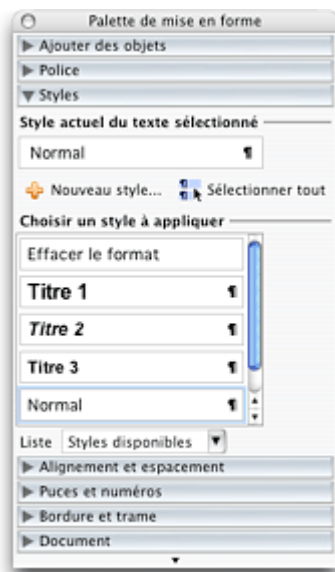 Palette de mise en forme
Ajouter des objets
Police
Styles
Style actuel du texte sélectionné
Normal ¶
Nouveau style... Sélectionner tout
Choisir un style à appliquer
Effacer le format
Titre 1 ¶
Titre 2 ¶
Titre 3 ¶
Normal ¶
Liste Styles disponibles
Alignement et espacement
Puces et numéros
Bordure et trame
Document